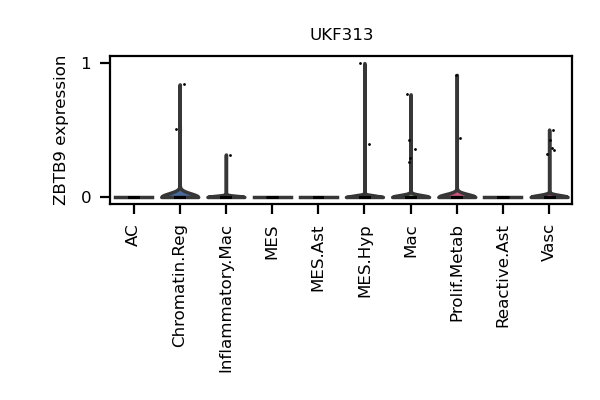 UKF313
ZBTB9 expression
1
0
AC
Chromatin.Reg
Inflammatory.Mac
MES
MES.Ast
MES.Hyp
Mac
Prolif.Metab
Reactive.Ast
Vasc